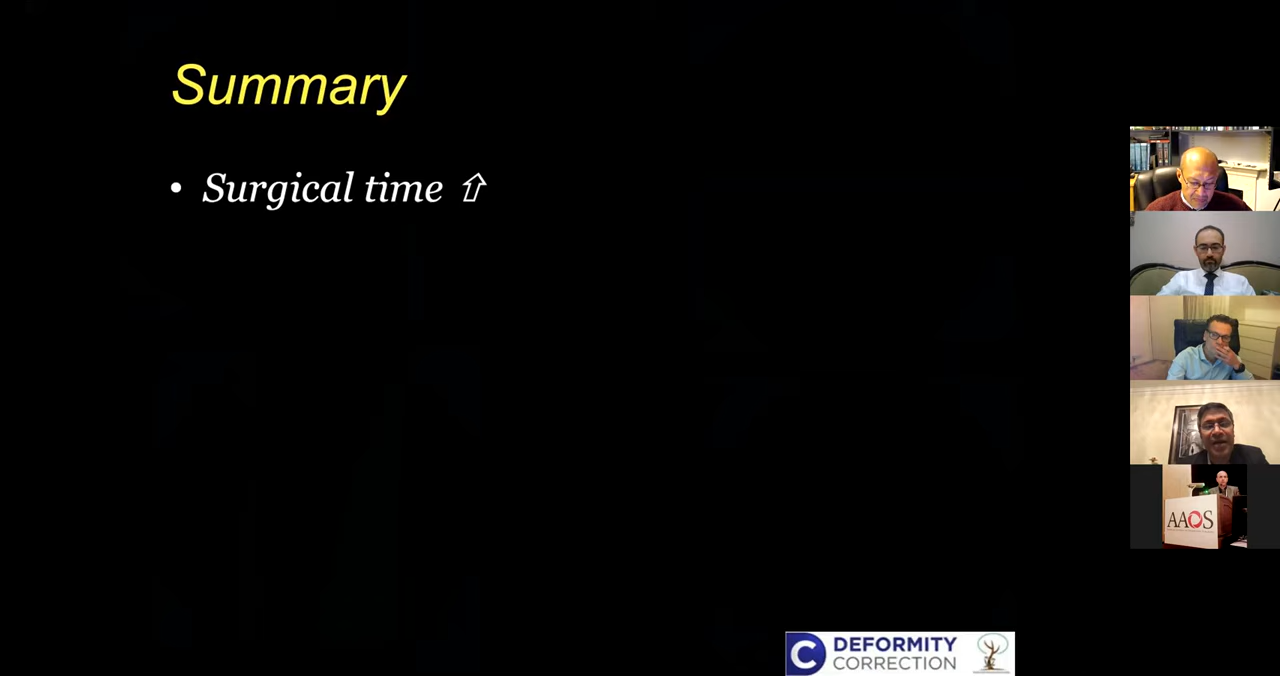 Summary
• Surgical time ⇧
AAOS
C DEFORMITY
CORRECTION